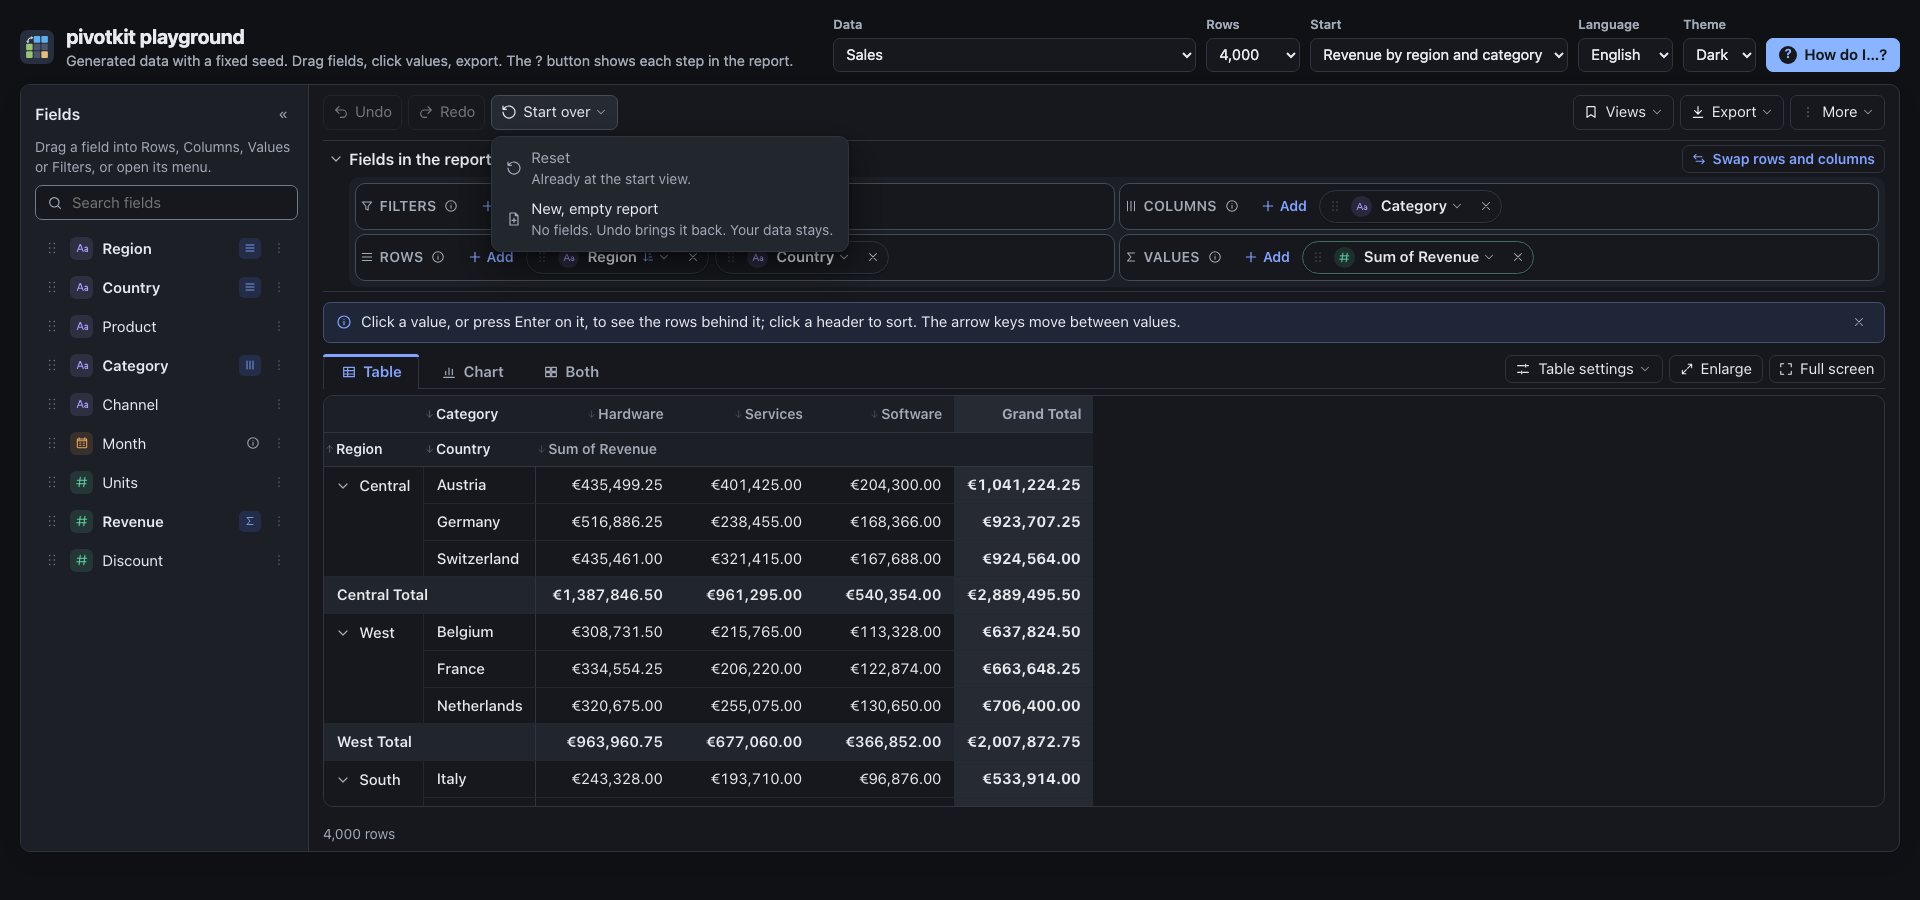 pivotkit playground
Generated data with a fixed seed. Drag fields, click values, export. The ? button shows each step in the report.
Data
Sales
Rows
4,000
Start
Revenue by region and category
Language
English
Theme
Dark
? How do I...?
Fields
«
Drag a field into Rows, Columns, Values
or Filters, or open its menu.
Search fields
Aa Region
Aa Country
Aa Product
Aa Category
Aa Channel
Month
# Units
# Revenue Σ
# Discount
Undo
Redo
Start over
Views
Export
More
Reset
Already at the start view.
New, empty report
No fields. Undo brings it back. Your data stays.
Fields in the report
Swap rows and columns
FILTERS
COLUMNS + Add Aa Category
ROWS + Add Aa Region Aa Country
Σ VALUES + Add # Sum of Revenue
Click a value, or press Enter on it, to see the rows behind it; click a header to sort. The arrow keys move between values.
Table
Chart
Both
Table settings
Enlarge
Full screen
↓ Category ↓ Hardware ↓ Services ↓ Software Grand Total
↑ Region ↓ Country ↓ Sum of Revenue
Central Austria €435,499.25 €401,425.00 €204,300.00 €1,041,224.25
Germany €516,886.25 €238,455.00 €168,366.00 €923,707.25
Switzerland €435,461.00 €321,415.00 €167,688.00 €924,564.00
Central Total €1,387,846.50 €961,295.00 €540,354.00 €2,889,495.50
West Belgium €308,731.50 €215,765.00 €113,328.00 €637,824.50
France €334,554.25 €206,220.00 €122,874.00 €663,648.25
Netherlands €320,675.00 €255,075.00 €130,650.00 €706,400.00
West Total €963,960.75 €677,060.00 €366,852.00 €2,007,872.75
South Italy €243,328.00 €193,710.00 €96,876.00 €533,914.00
4,000 rows